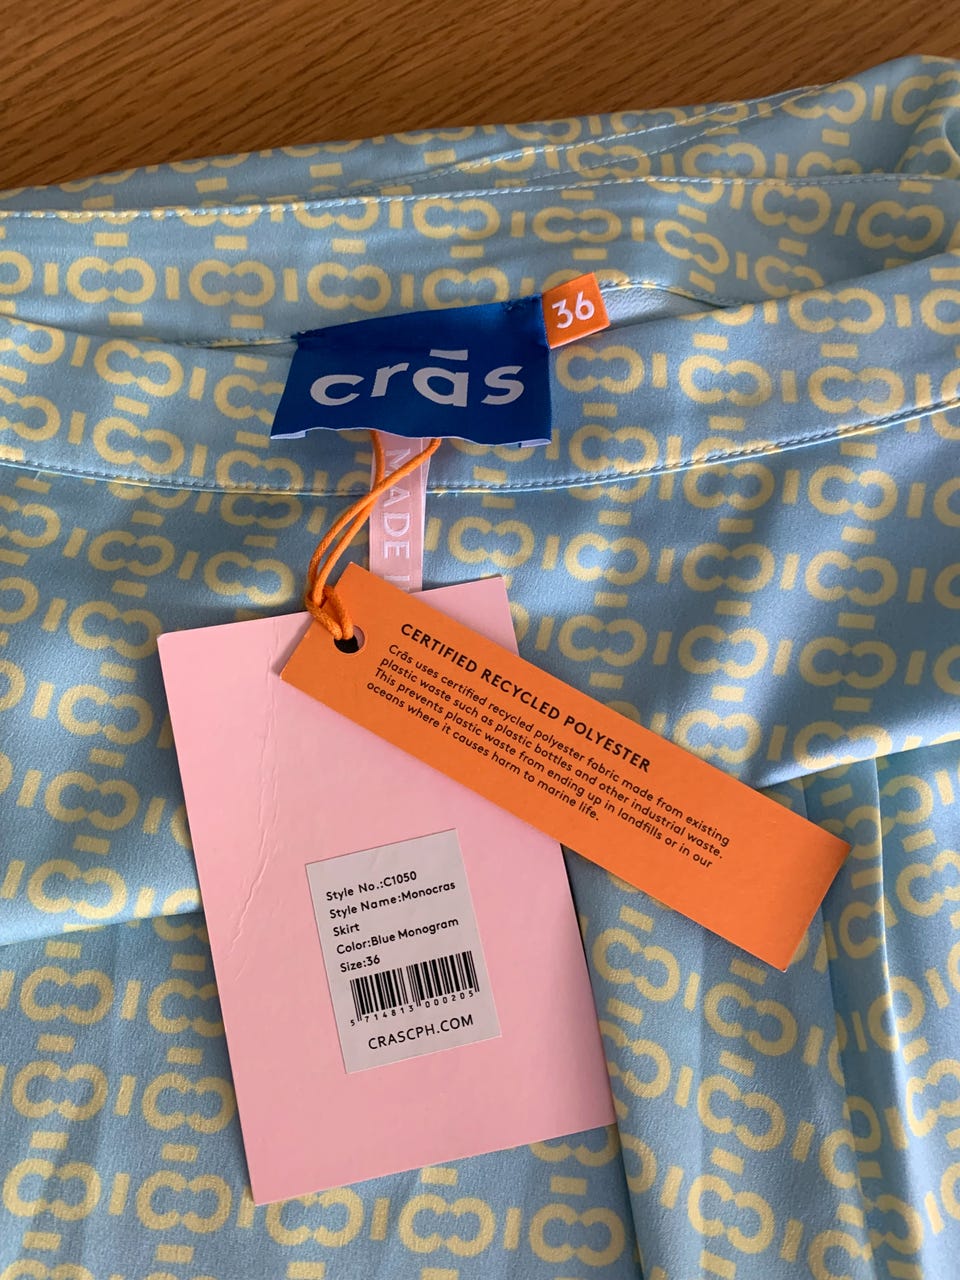 36
crās
MADE
CERTIFIED RECYCLED POLYESTER
Crās uses certified recycled polyester fabric made from existing
plastic waste such as plastic bottles and other industrial waste.
This prevents plastic waste from ending up in landfills or in our
oceans where it causes harm to marine life.
Style No.:C1050
Style Name:Monocras
Skirt
Color:Blue Monogram
Size:36
5 714813 000205
CRASCPH.COM